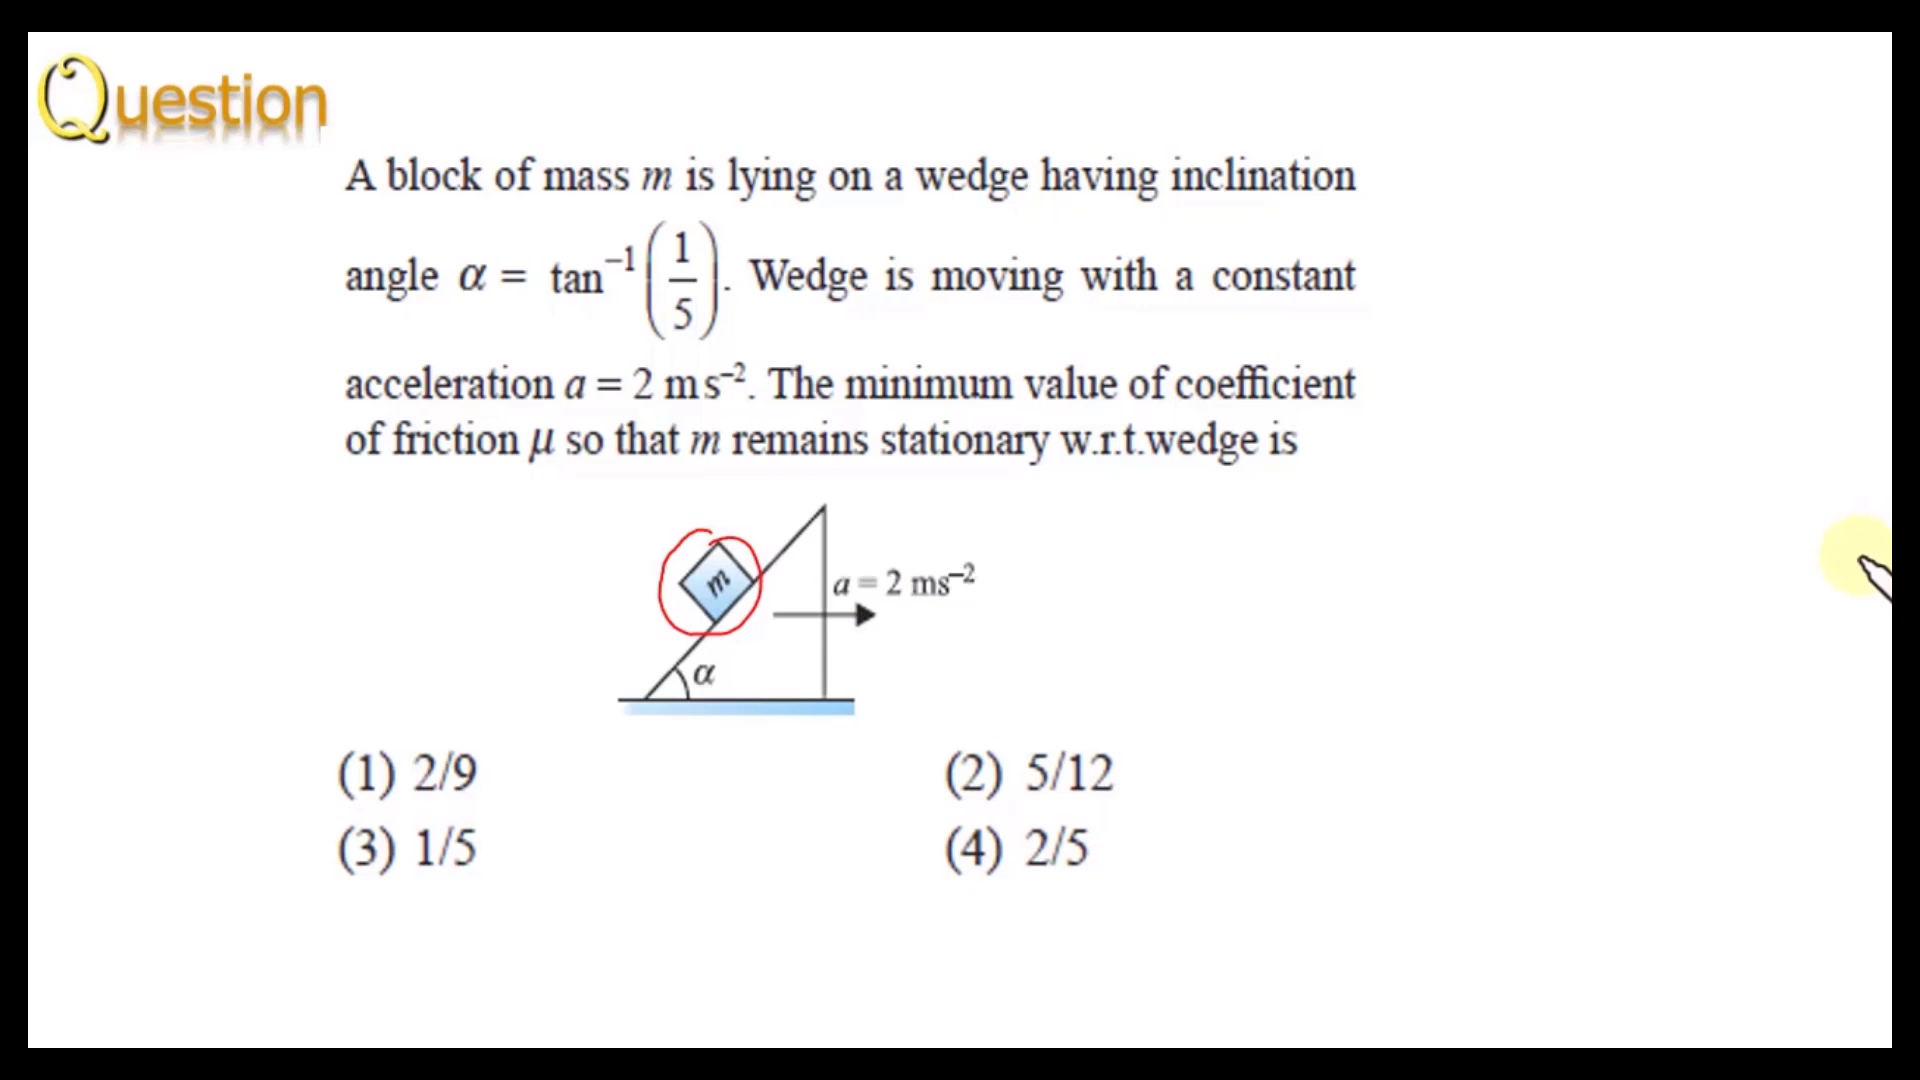 Question
A block of mass m is lying on a wedge having inclination
angle α = tan⁻¹(1/5). Wedge is moving with a constant
acceleration a = 2 ms⁻². The minimum value of coefficient
of friction μ so that m remains stationary w.r.t.wedge is
m
a = 2 ms⁻²
α
(1) 2/9 (2) 5/12
(3) 1/5 (4) 2/5